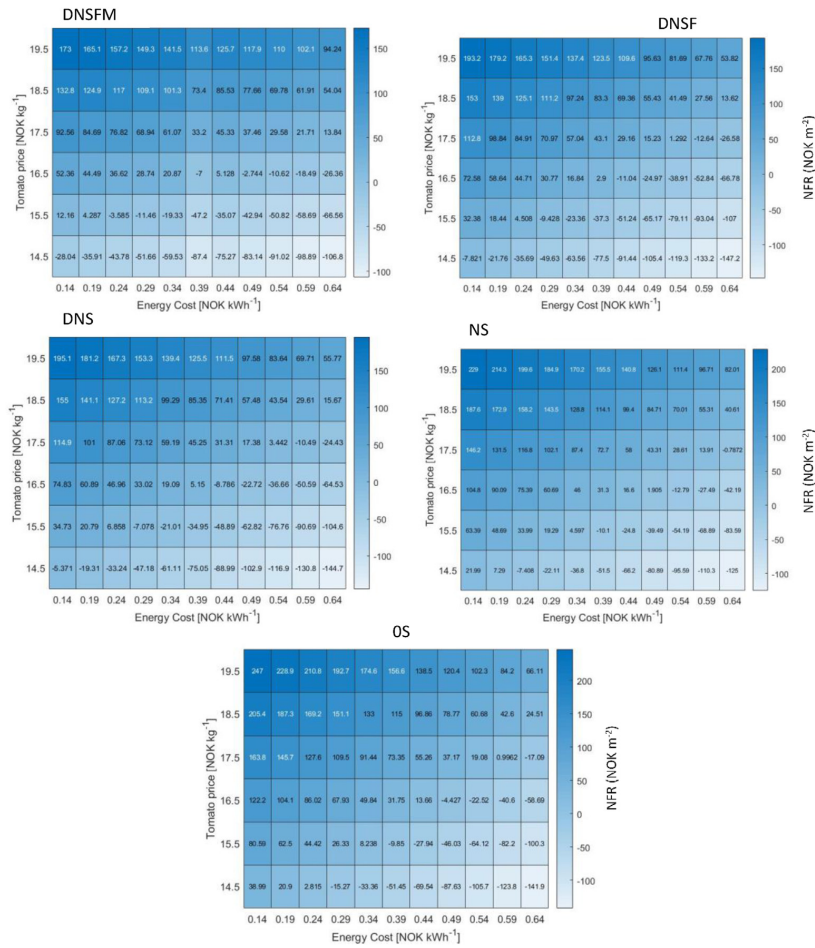 DNSFM
19.5 173 165.1 157.2 149.3 141.5 113.6 125.7 117.9 110 102.1 94.24
18.5 132.8 124.9 117 109.1 101.3 73.4 85.53 77.66 69.78 61.91 54.04
17.5 92.56 84.69 76.82 68.94 61.07 33.2 45.33 37.46 29.58 21.71 13.84
16.5 52.36 44.49 36.62 28.74 20.87 -7 5.128 -2.744 -10.62 -18.49 -26.36
15.5 12.16 4.287 -3.585 -11.46 -19.33 -47.2 -35.07 -42.94 -50.82 -58.69 -66.56
14.5 -28.04 -35.91 -43.78 -51.66 -59.53 -87.4 -75.27 -83.14 -91.02 -98.89 -106.8
0.14 0.19 0.24 0.29 0.34 0.39 0.44 0.49 0.54 0.59 0.64
Energy Cost [NOK kWh⁻¹]
Tomato price [NOK kg⁻¹]
150
100
50
0
-50
-100
DNSF
19.5 193.2 179.2 165.3 151.4 137.4 123.5 109.6 95.63 81.69 67.76 53.82
18.5 153 139 125.1 111.2 97.24 83.3 69.36 55.43 41.49 27.56 13.62
17.5 112.8 98.84 84.91 70.97 57.04 43.1 29.16 15.23 1.292 -12.64 -26.58
16.5 72.58 58.64 44.71 30.77 16.84 2.9 -11.04 -24.97 -38.91 -52.84 -66.78
15.5 32.38 18.44 4.508 -9.428 -23.36 -37.3 -51.24 -65.17 -79.11 -93.04 -107
14.5 -7.821 -21.76 -35.69 -49.63 -63.56 -77.5 -91.44 -105.4 -119.3 -133.2 -147.2
0.14 0.19 0.24 0.29 0.34 0.39 0.44 0.49 0.54 0.59 0.64
Energy Cost [NOK kWh⁻¹]
Tomato price [NOK kg⁻¹]
150
100
50
0
-50
-100
NFR (NOK m⁻²)
DNS
19.5 195.1 181.2 167.3 153.3 139.4 125.5 111.5 97.58 83.64 69.71 55.77
18.5 155 141.1 127.2 113.2 99.29 85.35 71.41 57.48 43.54 29.61 15.67
17.5 114.9 101 87.06 73.12 59.19 45.25 31.31 17.38 3.442 -10.49 -24.43
16.5 74.83 60.89 46.96 33.02 19.09 5.15 -8.786 -22.72 -36.66 -50.59 -64.53
15.5 34.73 20.79 6.858 -7.078 -21.01 -34.95 -48.89 -62.82 -76.76 -90.69 -104.6
14.5 -5.371 -19.31 -33.24 -47.18 -61.11 -75.05 -88.99 -102.9 -116.9 -130.8 -144.7
0.14 0.19 0.24 0.29 0.34 0.39 0.44 0.49 0.54 0.59 0.64
Energy Cost [NOK kWh⁻¹]
Tomato price [NOK kg⁻¹]
150
100
50
0
-50
-100
NS
19.5 229 214.3 199.6 184.9 170.2 155.5 140.8 126.1 111.4 96.71 82.01
18.5 187.6 172.9 158.2 143.5 128.8 114.1 99.4 84.71 70.01 55.31 40.61
17.5 146.2 131.5 116.8 102.1 87.4 72.7 58 43.31 28.61 13.91 -0.7872
16.5 104.8 90.09 75.39 60.69 46 31.3 16.6 1.905 -12.79 -27.49 -42.19
15.5 63.39 48.69 33.99 19.29 4.597 -10.1 -24.8 -39.49 -54.19 -68.89 -83.59
14.5 21.99 7.29 -7.408 -22.11 -36.8 -51.5 -66.2 -80.89 -95.59 -110.3 -125
0.14 0.19 0.24 0.29 0.34 0.39 0.44 0.49 0.54 0.59 0.64
Energy Cost [NOK kWh⁻¹]
Tomato price [NOK kg⁻¹]
200
150
100
50
0
-50
-100
NFR (NOK m⁻²)
0S
19.5 247 228.9 210.8 192.7 174.6 156.6 138.5 120.4 102.3 84.2 66.11
18.5 205.4 187.3 169.2 151.1 133 115 96.86 78.77 60.68 42.6 24.51
17.5 163.8 145.7 127.6 109.5 91.44 73.35 55.26 37.17 19.08 0.9962 -17.09
16.5 122.2 104.1 86.02 67.93 49.84 31.75 13.66 -4.427 -22.52 -40.6 -58.69
15.5 80.59 62.5 44.42 26.33 8.238 -9.85 -27.94 -46.03 -64.12 -82.2 -100.3
14.5 38.99 20.9 2.815 -15.27 -33.36 -51.45 -69.54 -87.63 -105.7 -123.8 -141.9
0.14 0.19 0.24 0.29 0.34 0.39 0.44 0.49 0.54 0.59 0.64
Energy Cost [NOK kWh⁻¹]
Tomato price [NOK kg⁻¹]
200
150
100
50
0
-50
-100
NFR (NOK m⁻²)